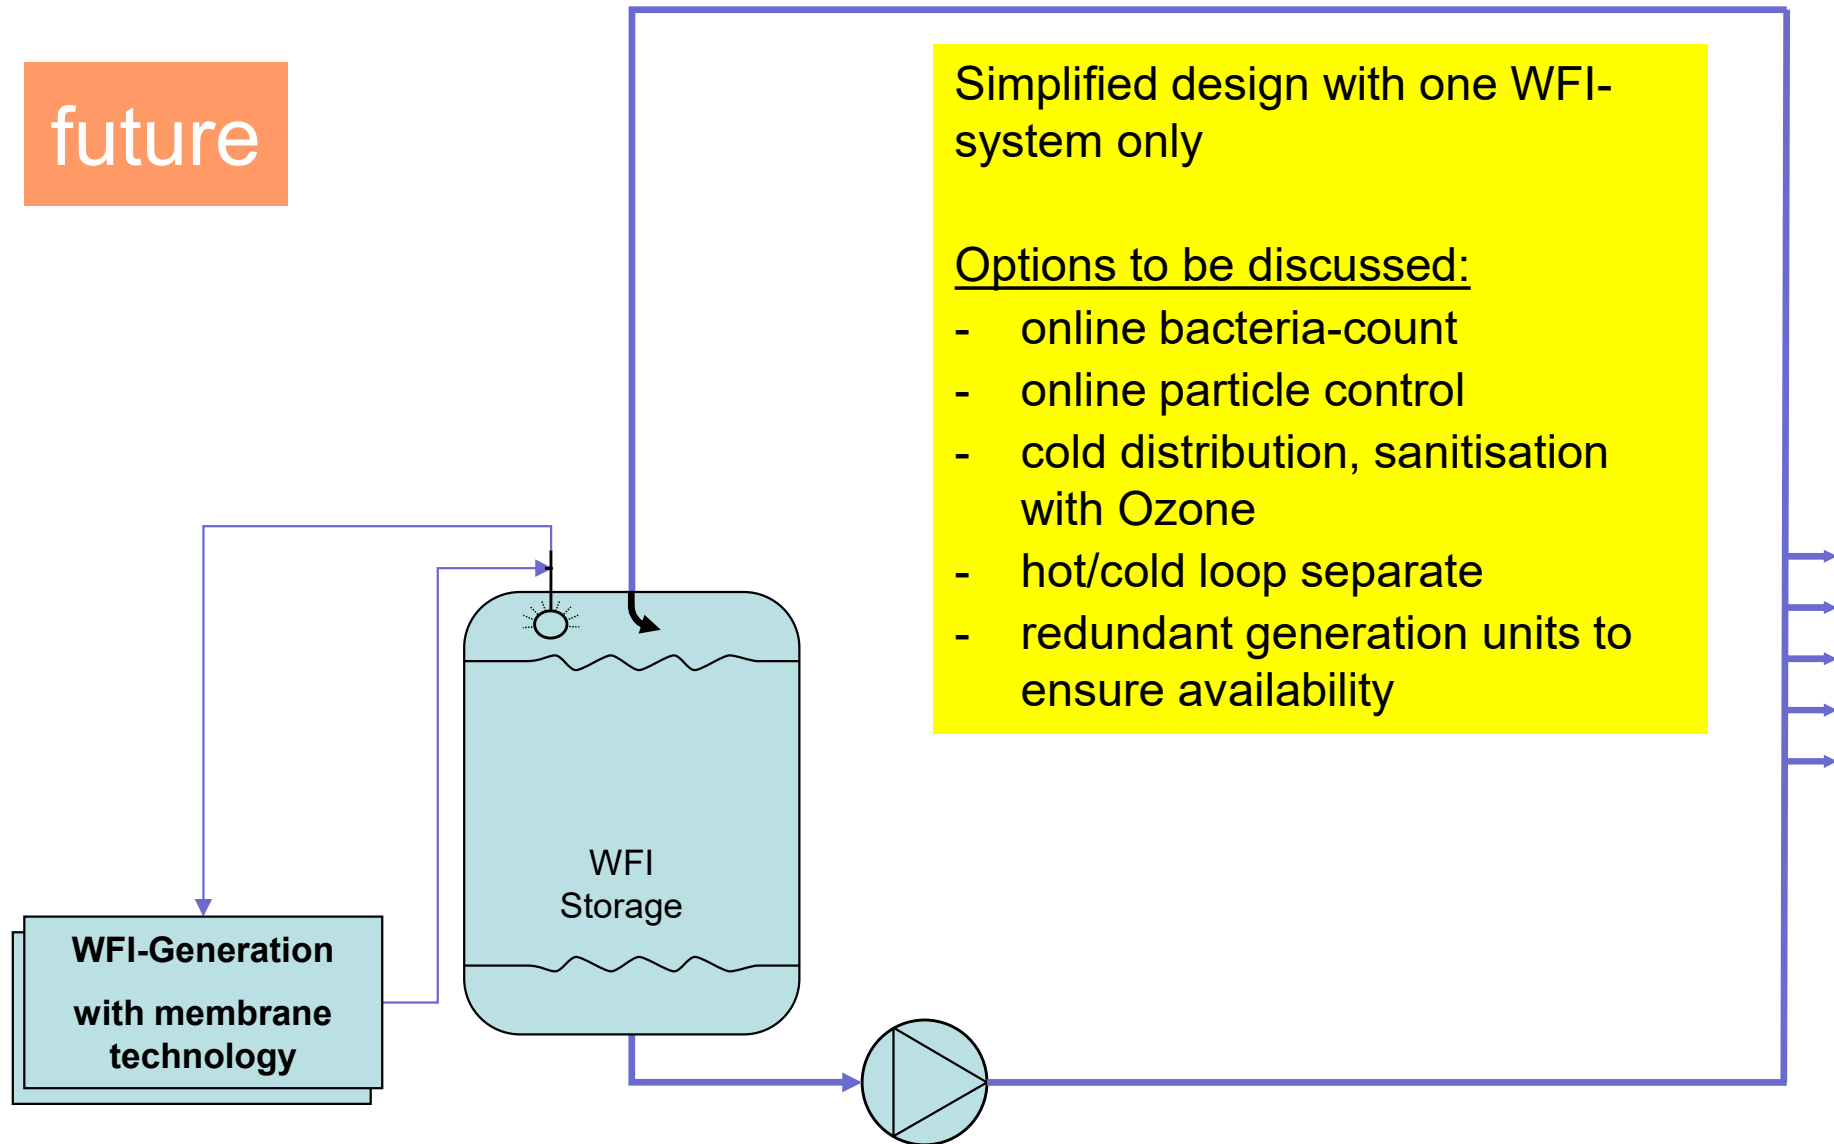 future
Simplified design with one WFI-
system only
Options to be discussed:
- online bacteria-count
- online particle control
- cold distribution, sanitisation
with Ozone
- hot/cold loop separate
- redundant generation units to
ensure availability
WFI
Storage
WFI-Generation
with membrane
technology